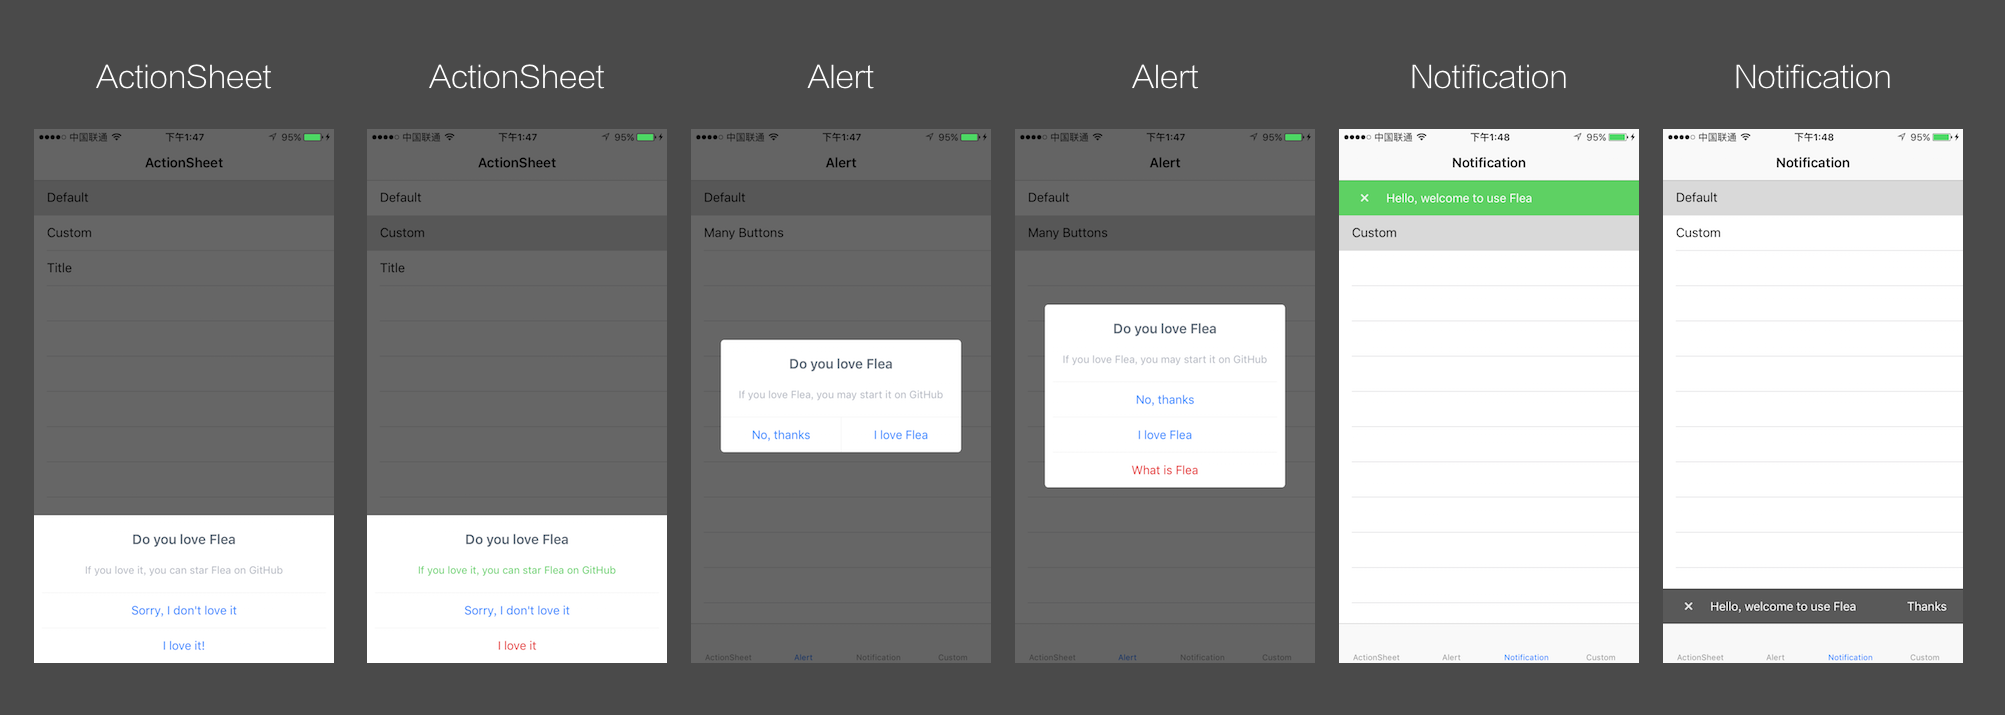 ActionSheet
ActionSheet
Alert
Alert
Notification
Notification
中国联通
下午1:47
95%
ActionSheet
Default
Custom
Title
Do you love Flea
If you love it, you can star Flea on GitHub
Sorry, I don't love it
I love it!
中国联通
下午1:47
95%
ActionSheet
Default
Custom
Title
Do you love Flea
If you love it, you can star Flea on GitHub
Sorry, I don't love it
I love it
中国联通
下午1:47
95%
Alert
Default
Many Buttons
Do you love Flea
If you love Flea, you may start it on GitHub
No, thanks
I love Flea
ActionSheet
Alert
Notification
Custom
中国联通
下午1:47
95%
Alert
Default
Many Buttons
Do you love Flea
If you love Flea, you may start it on GitHub
No, thanks
I love Flea
What is Flea
ActionSheet
Alert
Notification
Custom
中国联通
下午1:48
95%
Notification
× Hello, welcome to use Flea
Custom
ActionSheet
Alert
Notification
Custom
中国联通
下午1:48
95%
Notification
Default
Custom
× Hello, welcome to use Flea
Thanks
ActionSheet
Alert
Notification
Custom